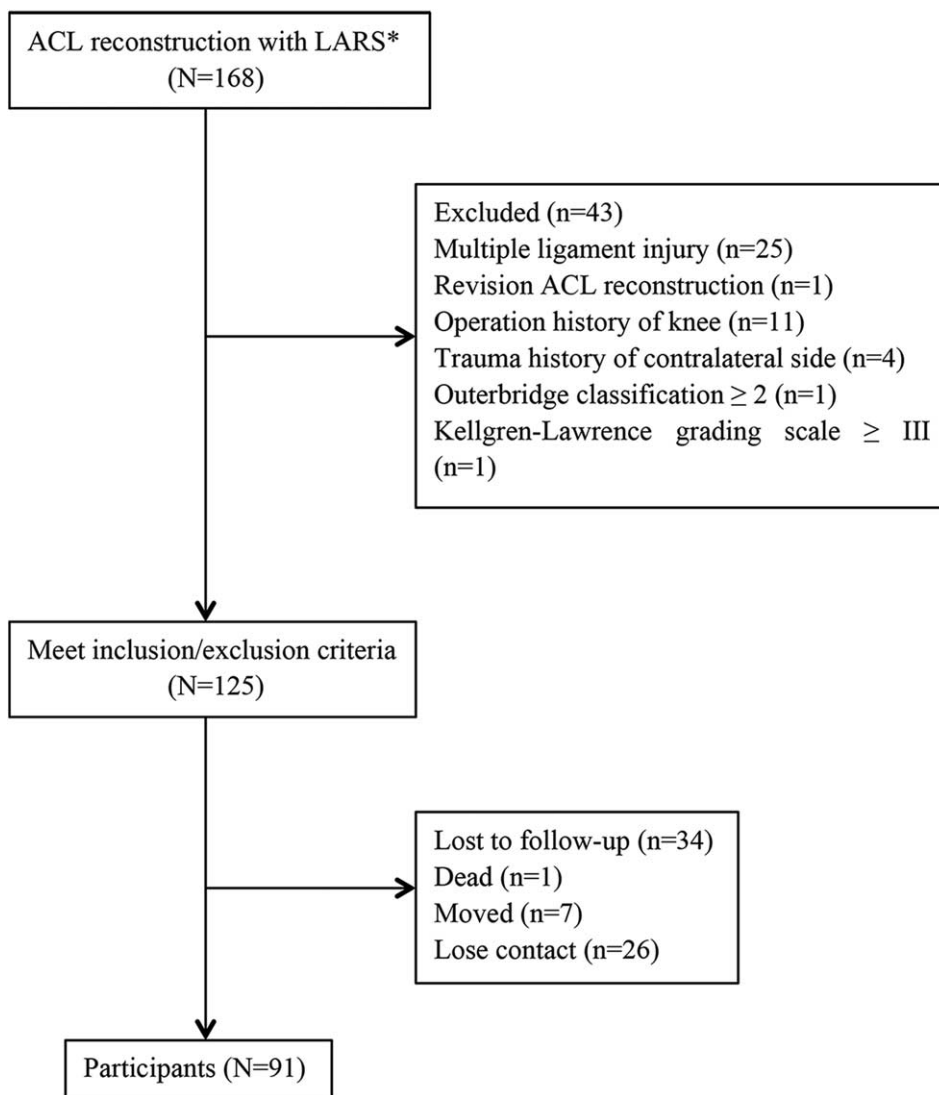 ACL reconstruction with LARS*
(N=168)
Excluded (n=43)
Multiple ligament injury (n=25)
Revision ACL reconstruction (n=1)
Operation history of knee (n=11)
Trauma history of contralateral side (n=4)
Outerbridge classification ≥ 2 (n=1)
Kellgren-Lawrence grading scale ≥ III
(n=1)
Meet inclusion/exclusion criteria
(N=125)
Lost to follow-up (n=34)
Dead (n=1)
Moved (n=7)
Lose contact (n=26)
Participants (N=91)